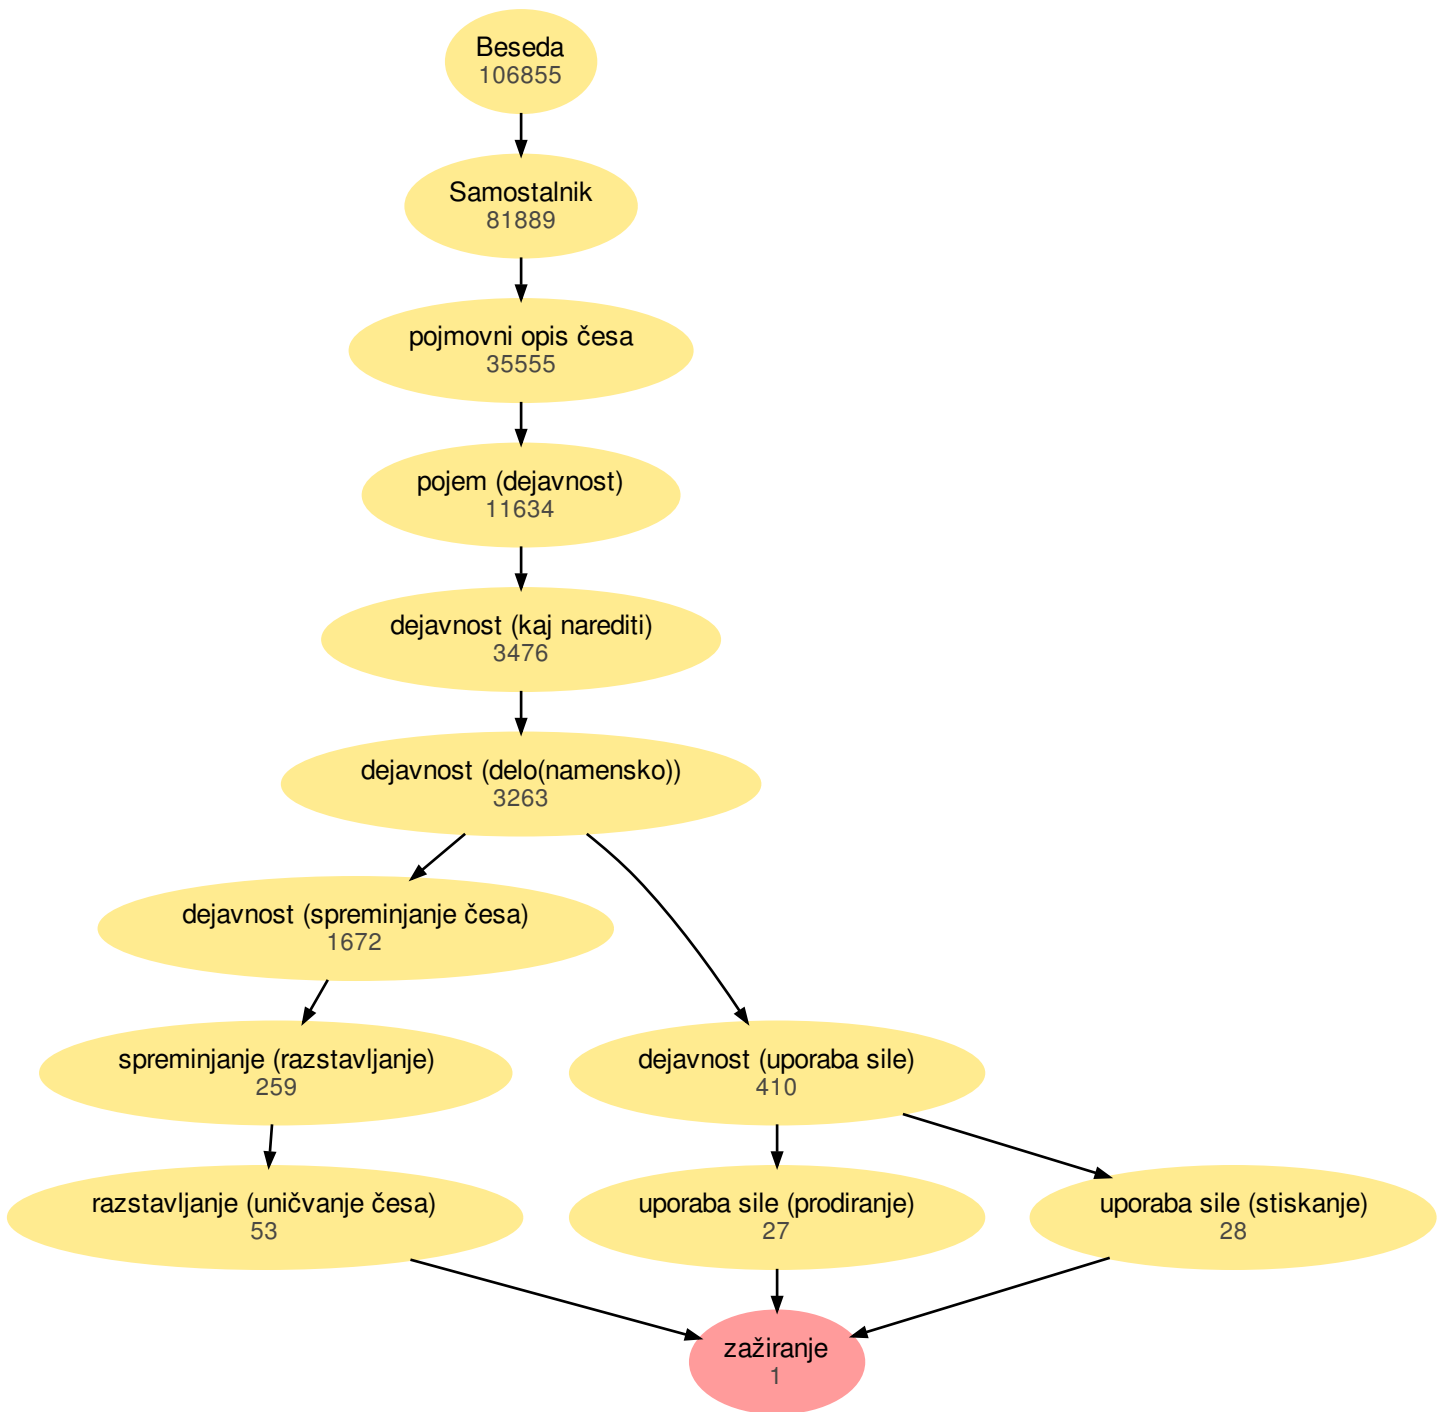 Beseda
106855
Samostalnik
81889
pojmovni opis česa
35555
pojem (dejavnost)
11634
dejavnost (kaj narediti)
3476
dejavnost (delo(namensko))
3263
dejavnost (spreminjanje česa)
1672
spreminjanje (razstavljanje)
259
dejavnost (uporaba sile)
410
razstavljanje (uničvanje česa)
53
uporaba sile (prodiranje)
27
uporaba sile (stiskanje)
28
zažiranje
1